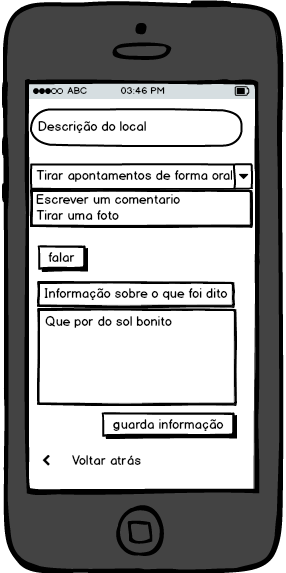 ABC 03:46 PM
Descrição do local
Tirar apontamentos de forma oral
Escrever um comentario
Tirar uma foto
falar
Informação sobre o que foi dito
Que por do sol bonito
guarda informação
Voltar atrás